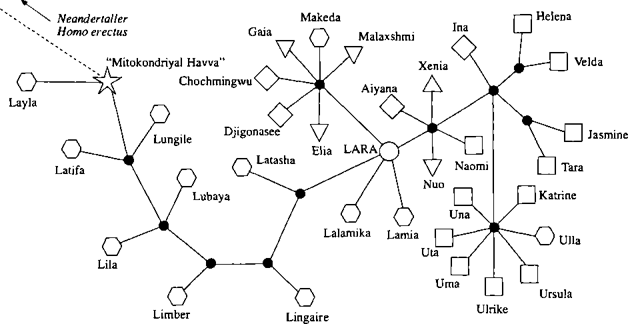 Neandertaller
Homo erectus
"Mitokondriyal Havva"
Layla
Latifa
Lungile
Lubaya
Lila
Limber
Lingaire
Latasha
Gaia
Makeda
Malaxshmi
Chochmingwu
Djigonasee
Elia
LARA
Lalamika
Lamia
Aiyana
Xenia
Nuo
Naomi
Ina
Helena
Velda
Jasmine
Tara
Una
Katrine
Uta
Ulla
Uma
Ulrike
Ursula